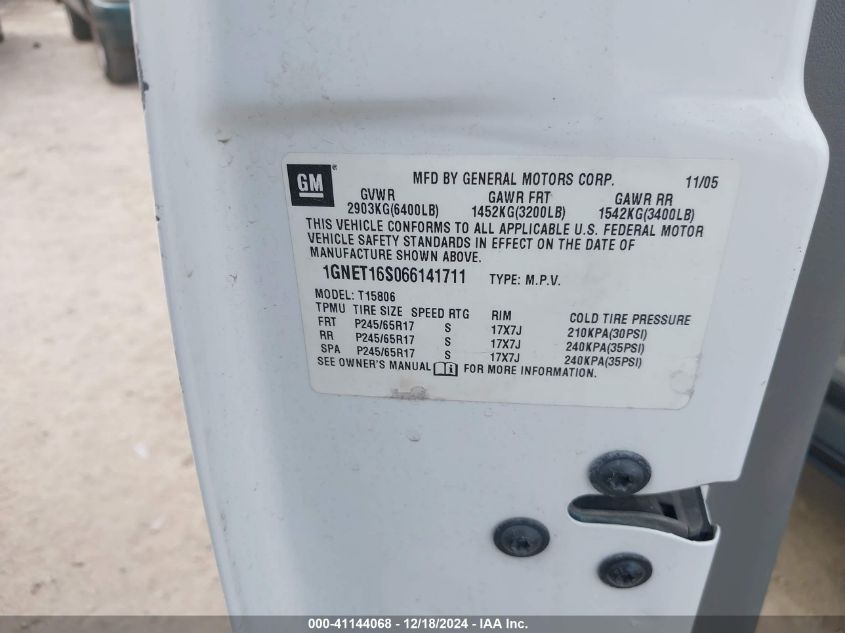 GM ® MFD BY GENERAL MOTORS CORP. 11/05
GVWR GAWR FRT GAWR RR
2903KG(6400LB) 1452KG(3200LB) 1542KG(3400LB)
THIS VEHICLE CONFORMS TO ALL APPLICABLE U.S. FEDERAL MOTOR
VEHICLE SAFETY STANDARDS IN EFFECT ON THE DATE OF
MANUFACTURE SHOWN ABOVE.
1GNET16S066141711 TYPE: M.P.V.
MODEL: T15806
TPMU TIRE SIZE SPEED RTG RIM COLD TIRE PRESSURE
FRT P245/65R17 S 17X7J 210KPA(30PSI)
RR P245/65R17 S 17X7J 240KPA(35PSI)
SPA P245/65R17 S 17X7J 240KPA(35PSI)
SEE OWNER'S MANUAL FOR MORE INFORMATION.
000-41144068 - 12/18/2024 - IAA Inc.